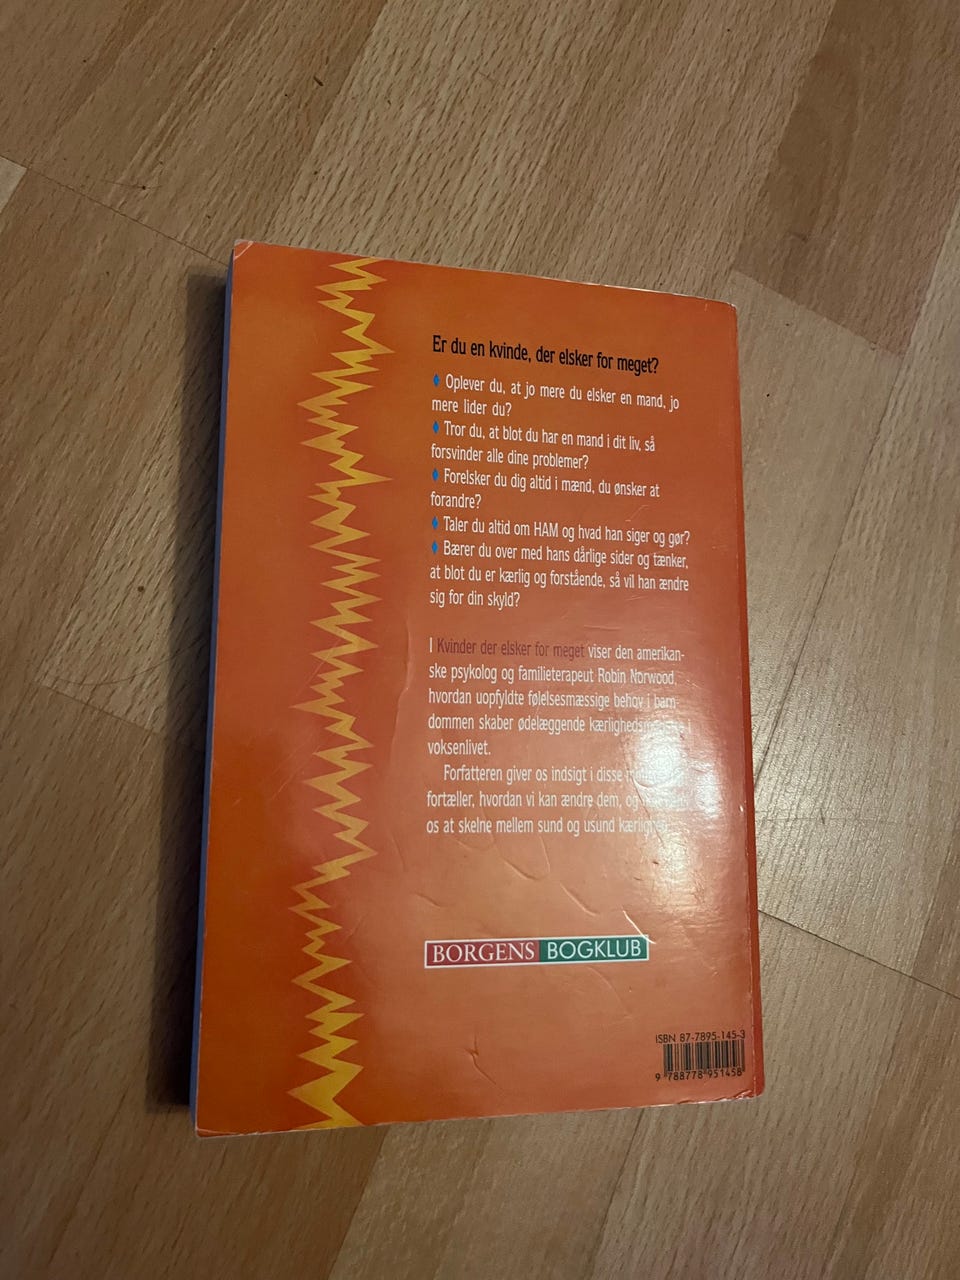 Er du en kvinde, der elsker for meget?
Oplever du, at jo mere du elsker en mand, jo
mere lider du?
Tror du, at blot du har en mand i dit liv, så
forsvinder alle dine problemer?
Forelsker du dig altid i mænd, du ønsker at
forandre?
Taler du altid om HAM og hvad han siger og gør?
Bærer du over med hans dårlige sider og tænker,
at blot du er kærlig og forstående, så vil han ændre
sig for din skyld?
I Kvinder der elsker for meget viser den amerikan-
ske psykolog og familieterapeut Robin Norwood,
hvordan uopfyldte følelsesmæssige behov i barn-
dommen skaber ødelæggende i
voksenlivet.
Forfatteren giver os indsigt i disse
fortæller, hvordan vi kan ændre dem, og
os at skelne mellem sund og usund kærlighed.
BORGENS BOGKLUB
ISBN 87-7895-145-3
9 788778 951458